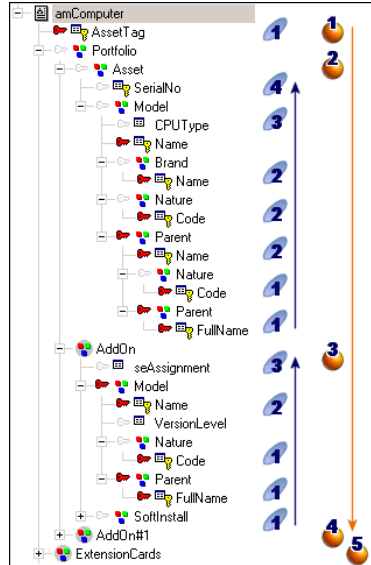 amComputer
AssetTag 1 1
Portfolio
Asset 2
SerialNo 4
Model
CPUType 3
Name
Brand 2
Name
Nature 2
Code
Parent 2
Name
Nature 1
Code
Parent 1
FullName
AddOn 3
seAssignment 3
Model
Name 2
VersionLevel
Nature 1
Code
Parent 1
FullName
SoftInstall 1
AddOn#1 4
ExtensionCards 5